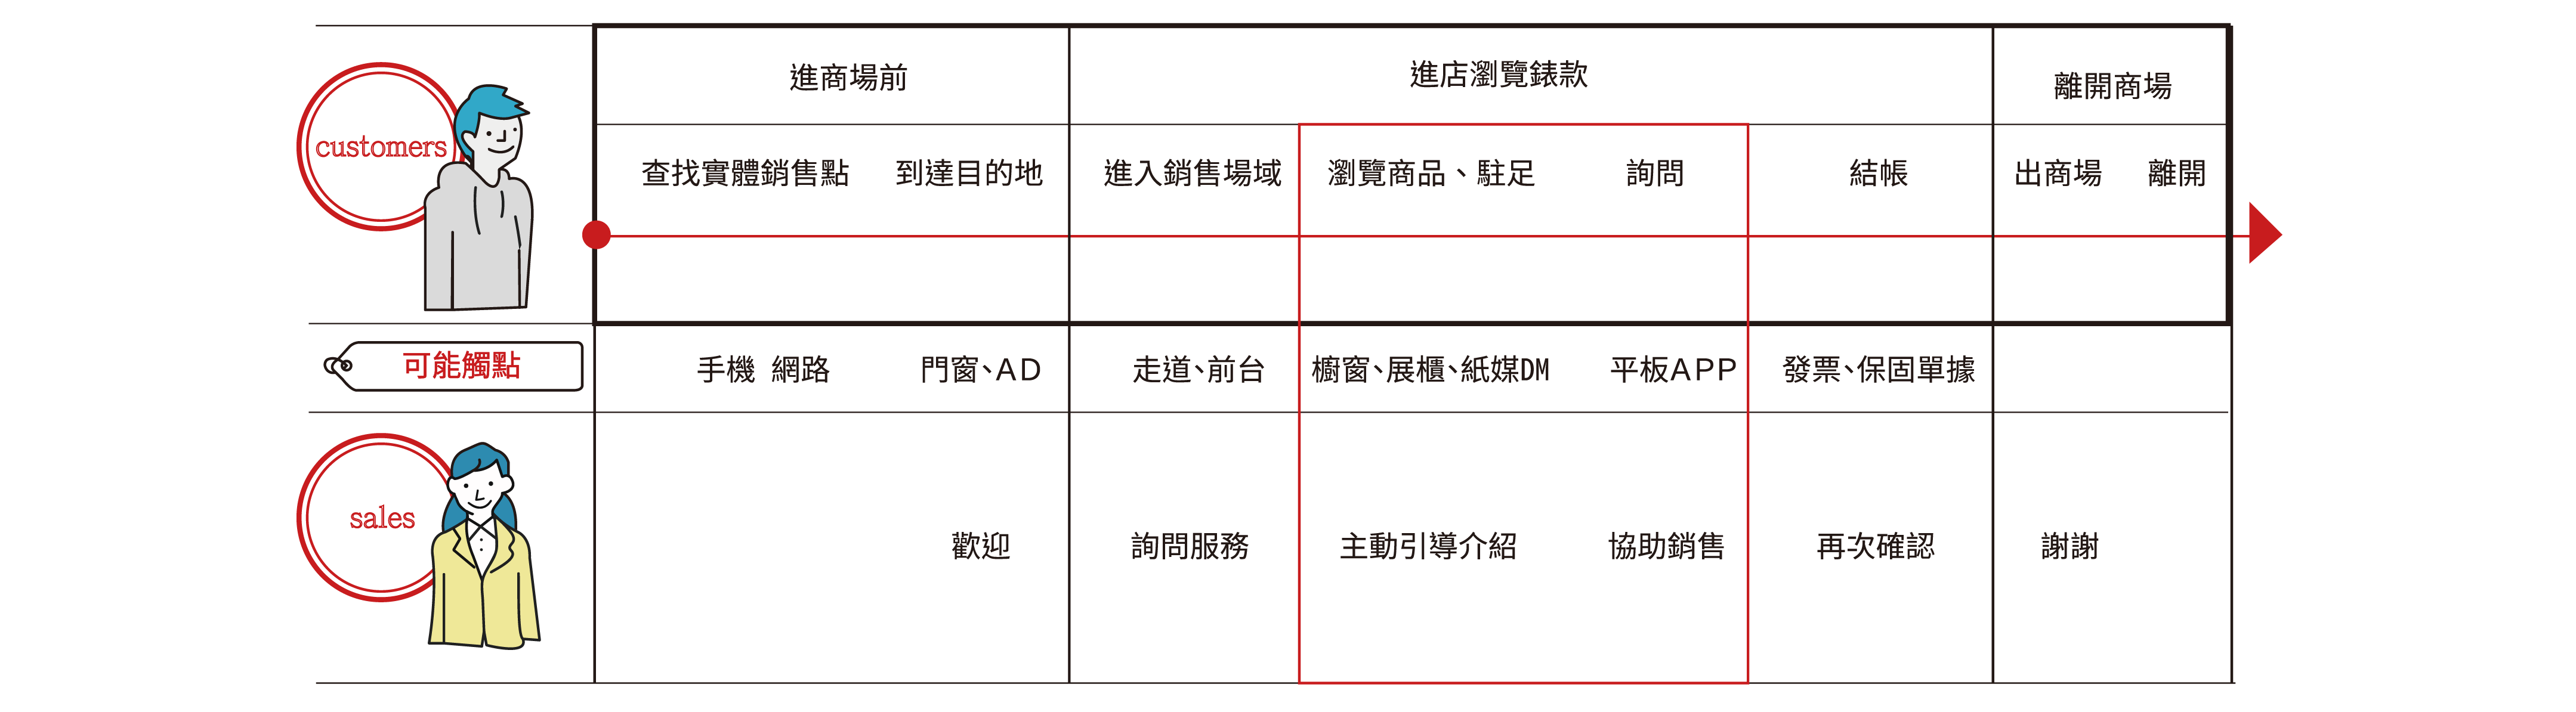 進商場前
進店瀏覽錶款
離開商場
customers
查找實體銷售點
到達目的地
進入銷售場域
瀏覽商品、駐足
詢問
結帳
出商場
離開
可能觸點
手機 網路
門窗、AD
走道、前台
櫥窗、展櫃、紙媒DM
平板APP
發票、保固單據
sales
歡迎
詢問服務
主動引導介紹
協助銷售
再次確認
謝謝